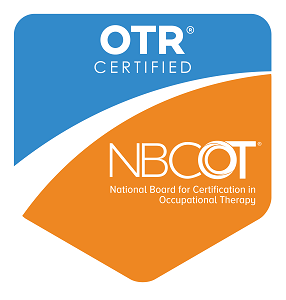 OTR®
CERTIFIED
NBCOT®
National Board for Certification in
Occupational Therapy